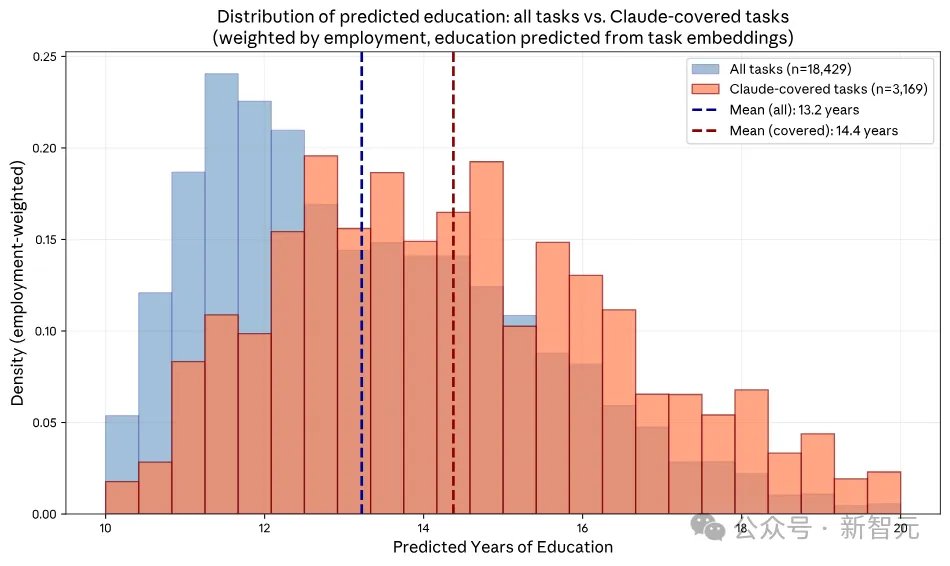 Distribution of predicted education: all tasks vs. Claude-covered tasks
(weighted by employment, education predicted from task embeddings)
All tasks (n=18,429)
Claude-covered tasks (n=3,169)
Mean (all): 13.2 years
Mean (covered): 14.4 years
Density (employment-weighted)
0.25
0.20
0.15
0.10
0.05
0.00
10
12
14
16
18
20
Predicted Years of Education
公众号 · 新智元